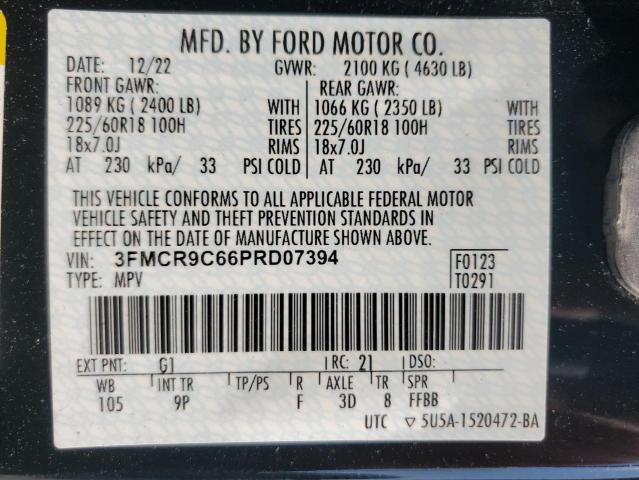 MFD. BY FORD MOTOR CO.
DATE: 12/22 GVWR: 2100 KG ( 4630 LB)
FRONT GAWR: REAR GAWR:
1089 KG ( 2400 LB) WITH 1066 KG ( 2350 LB) WITH
225/60R18 100H TIRES 225/60R18 100H TIRES
18x7.0J RIMS 18x7.0J RIMS
AT 230 kPa/ 33 PSI COLD AT 230 kPa/ 33 PSI COLD
THIS VEHICLE CONFORMS TO ALL APPLICABLE FEDERAL MOTOR
VEHICLE SAFETY AND THEFT PREVENTION STANDARDS IN
EFFECT ON THE DATE OF MANUFACTURE SHOWN ABOVE.
VIN: 3FMCR9C66PRD07394 F0123
TYPE: MPV T0291
EXT PNT: G1 RC: 21 DSO:
WB INT TR TP/PS R AXLE TR SPR
105 9P F 3D 8 FFBB
UTC ▽ 5U5A-1520472-BA